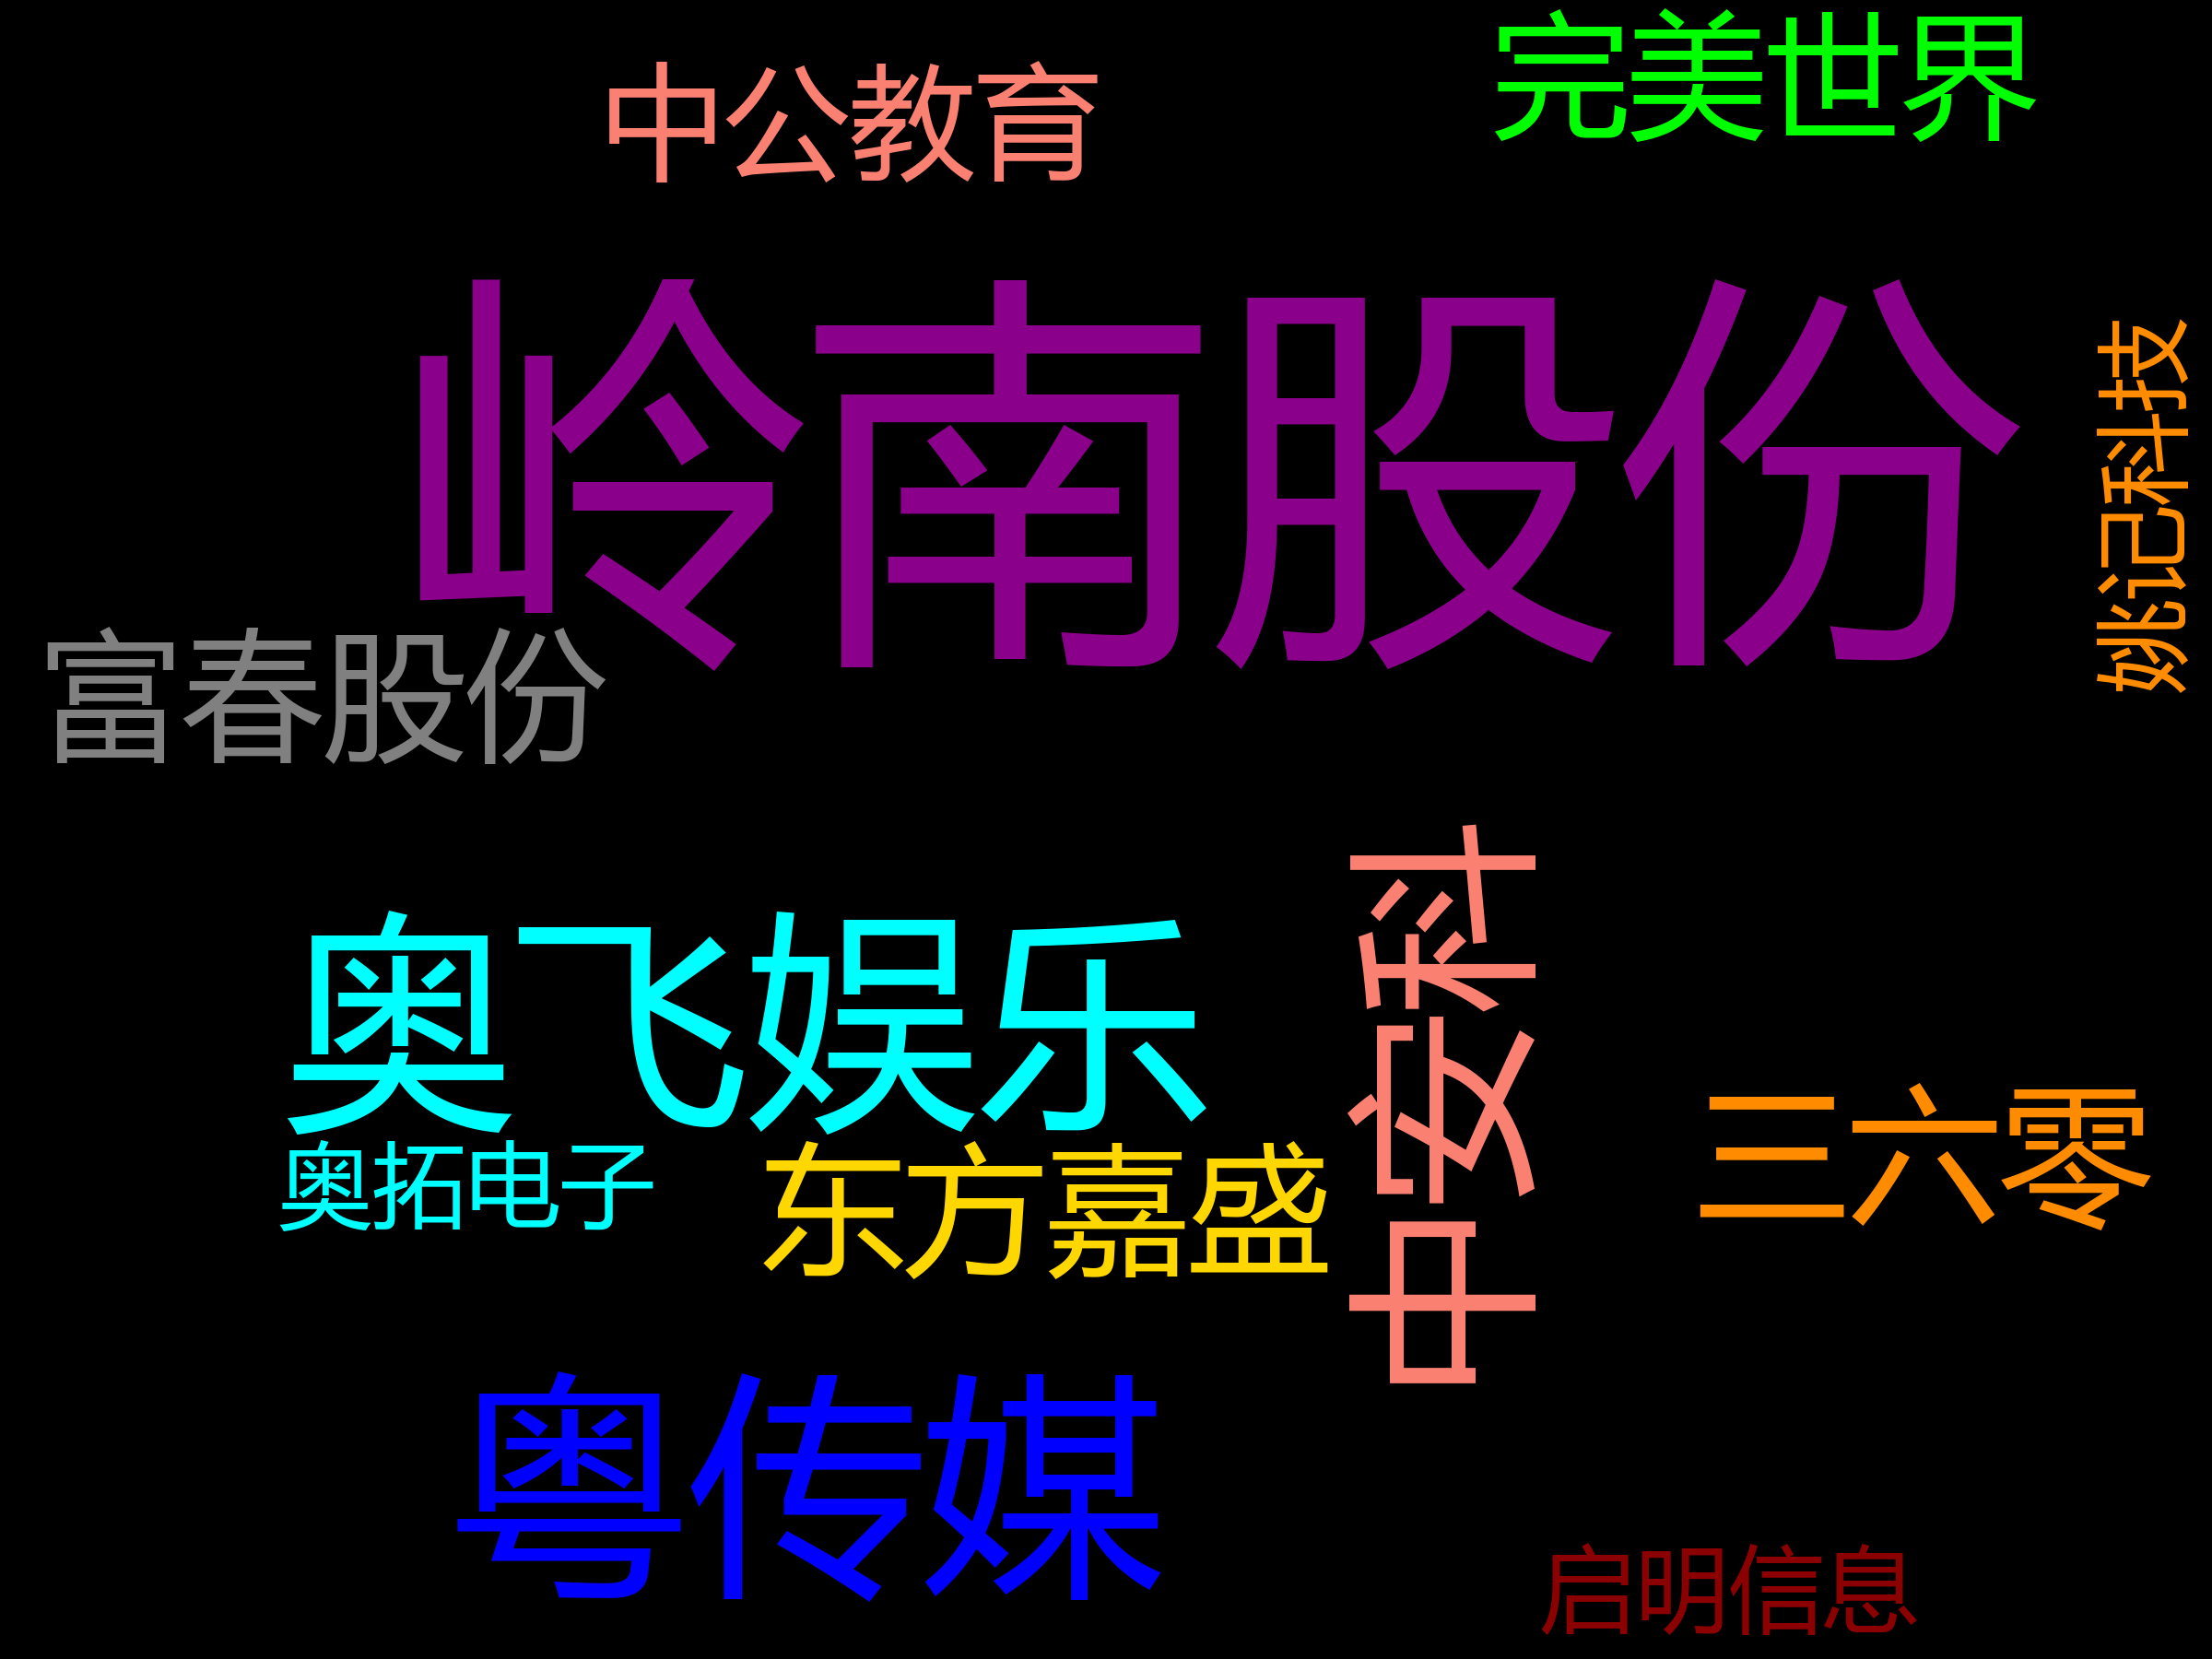 完美世界
中公教育
岭南股份
姚记科技
富春股份
中安科
奥飞娱乐
三六零
奥拓电子
东方嘉盛
粤传媒
启明信息